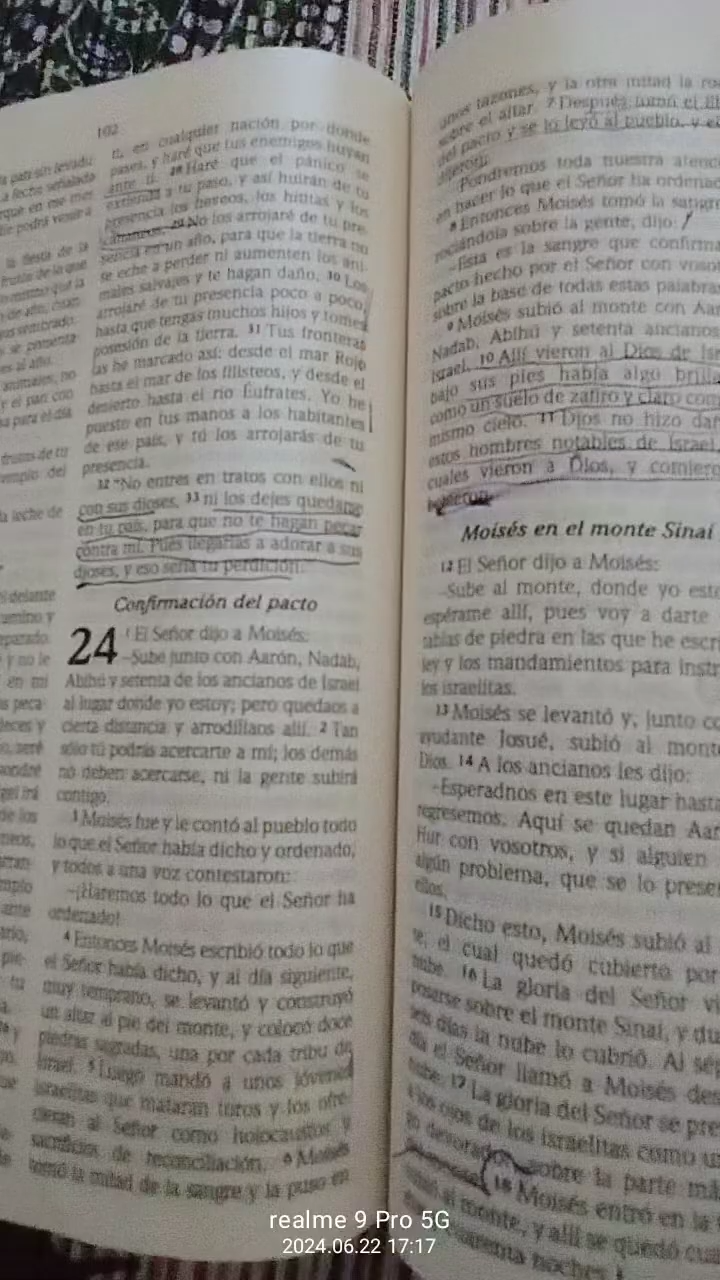 102
n, en cualquier nación por donde
pases, y haré que tus enemigos huyan
ante ti. 28 Haré que el pánico se
extienda a tu paso, y así huirán de tu
presencia los heveos, los hititas y los
cananeos. 29 No los arrojaré de tu pre-
sencia en un año, para que la tierra no
se eche a perder ni aumenten los ani-
males salvajes y te hagan daño. 30 Los
arrojaré de tu presencia poco a poco,
hasta que tengas muchos hijos y tomes
posesión de la tierra. 31 Tus fronteras
las he marcado así: desde el mar Rojo
hasta el mar de los filisteos, y desde el
desierto hasta el río Éufrates. Yo he
puesto en tus manos a los habitantes
de ese país, y tú los arrojarás de tu
presencia.
32 "No entres en tratos con ellos ni
con sus dioses, 33 ni los dejes quedarse
en tu país, para que no te hagan pecar
contra mí. Pues llegarías a adorar a sus
dioses, y eso sería tu perdición."
Confirmación del pacto
24 1 El Señor dijo a Moisés:
–Sube junto con Aarón, Nadab,
Abihú y setenta de los ancianos de Israel
al lugar donde yo estoy; pero quedaos a
cierta distancia y arrodillaos allí. 2 Tan
sólo tú podrás acercarte a mí; los demás
no deben acercarse, ni la gente subirá
contigo.
3 Moisés fue y le contó al pueblo todo
lo que el Señor había dicho y ordenado,
y todos a una voz contestaron:
–¡Haremos todo lo que el Señor ha
ordenado!
4 Entonces Moisés escribió todo lo que
el Señor había dicho, y al día siguiente,
muy temprano, se levantó y construyó
un altar al pie del monte, y colocó doce
piedras sagradas, una por cada tribu de
Israel. 5 Luego mandó a unos jóvenes
israelitas que mataran toros y los ofre-
cieran al Señor como holocaustos y
sacrificios de reconciliación. 6 Moisés
tomó la mitad de la sangre y la puso en
unos tazones, y la otra mitad la ro
sobre el altar. 7 Después tomó el li
del pacto y se lo leyó al pueblo, y e
dijeron:
–Pondremos toda nuestra atenc
en hacer lo que el Señor ha ordenad
8 Entonces Moisés tomó la sangre
rociándola sobre la gente, dijo:
–Ésta es la sangre que confirma
pacto hecho por el Señor con vosot
sobre la base de todas estas palabras
9 Moisés subió al monte con Aar
Nadab, Abihú y setenta ancianos
Israel. 10 Allí vieron al Dios de Isr
bajo sus pies había algo brilla
como un suelo de zafiro y claro com
mismo cielo. 11 Dios no hizo dañ
estos hombres notables de Israel,
cuales vieron a Dios, y comiero
bebieron.
Moisés en el monte Sinaí
12 El Señor dijo a Moisés:
–Sube al monte, donde yo esto
espérame allí, pues voy a darte
tablas de piedra en las que he escri
ley y los mandamientos para instr
los israelitas.
13 Moisés se levantó y, junto co
ayudante Josué, subió al monte
Dios. 14 A los ancianos les dijo:
–Esperadnos en este lugar hasta
regresemos. Aquí se quedan Aar
Hur con vosotros, y si alguien
algún problema, que se lo prese
ellos.
15 Dicho esto, Moisés subió al
te, el cual quedó cubierto por
nube. 16 La gloria del Señor vi
posarse sobre el monte Sinaí, y du
seis días la nube lo cubrió. Al sép
día el Señor llamó a Moisés des
nube. 17 La gloria del Señor se pre
a los ojos de los israelitas como u
go devorador sobre la parte má
18 Moisés entró en la
el monte, y allí se quedó cua
cuarenta noches.
realme 9 Pro 5G
2024.06.22 17:17